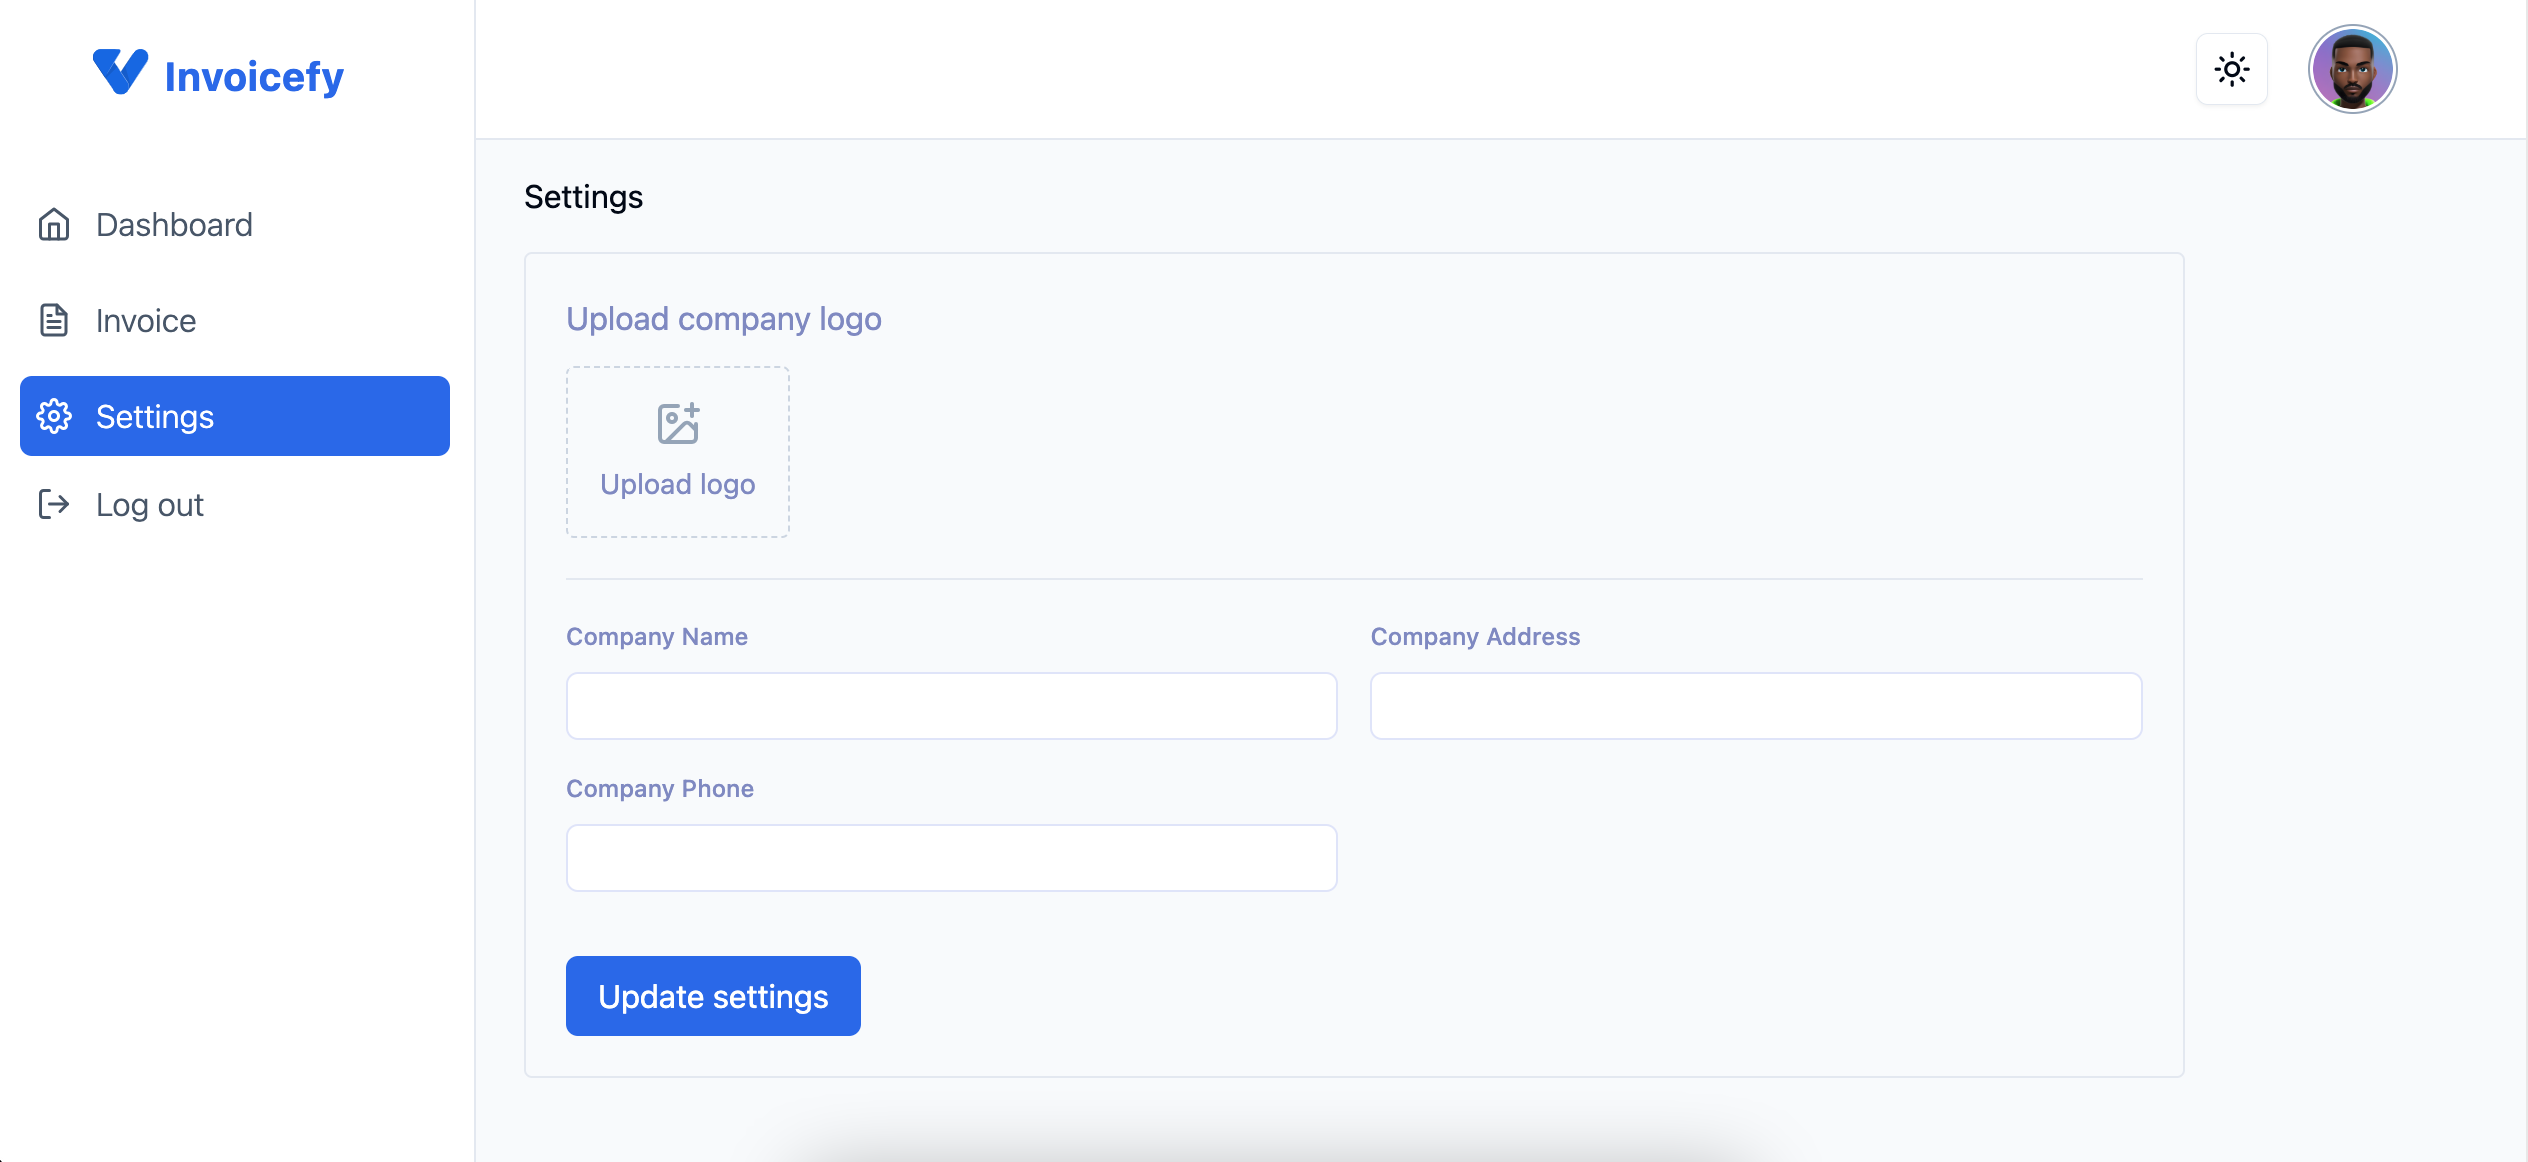 Invoicefy
Dashboard
Invoice
Settings
Log out
Settings
Upload company logo
Upload logo
Company Name
Company Address
Company Phone
Update settings